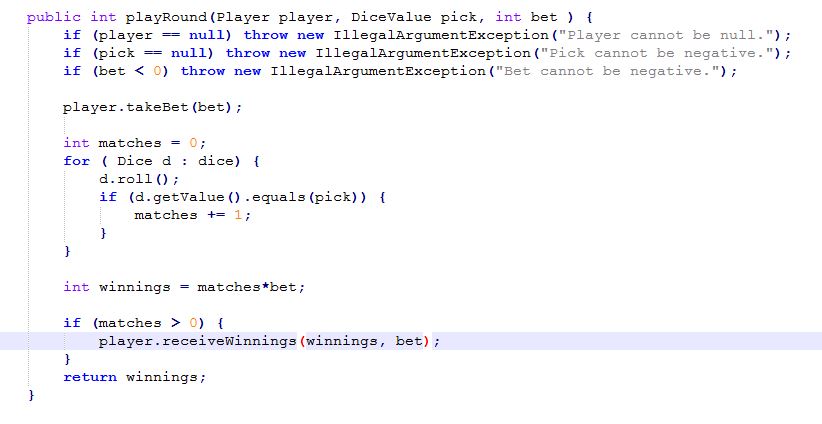 public int playRound(Player player, DiceValue pick, int bet ) {
    if (player == null) throw new IllegalArgumentException("Player cannot be null.");
    if (pick == null) throw new IllegalArgumentException("Pick cannot be negative.");
    if (bet < 0) throw new IllegalArgumentException("Bet cannot be negative.");

    player.takeBet(bet);

    int matches = 0;
    for ( Dice d : dice) {
        d.roll();
        if (d.getValue().equals(pick)) {
            matches += 1;
        }
    }

    int winnings = matches*bet;

    if (matches > 0) {
        player.receiveWinnings(winnings, bet);
    }
    return winnings;
}